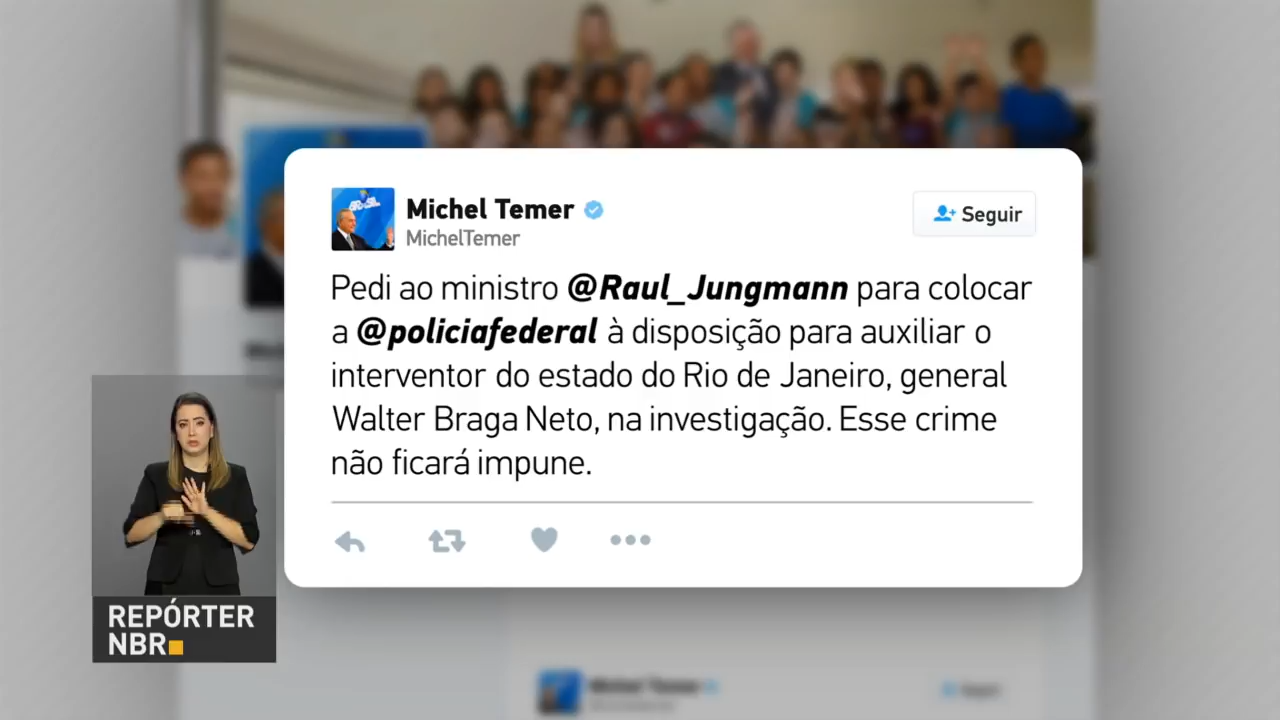 Michel Temer
MichelTemer
Seguir
Pedi ao ministro @Raul_Jungmann para colocar
a @policiafederal à disposição para auxiliar o
interventor do estado do Rio de Janeiro, general
Walter Braga Neto, na investigação. Esse crime
não ficará impune.
REPÓRTER
NBR